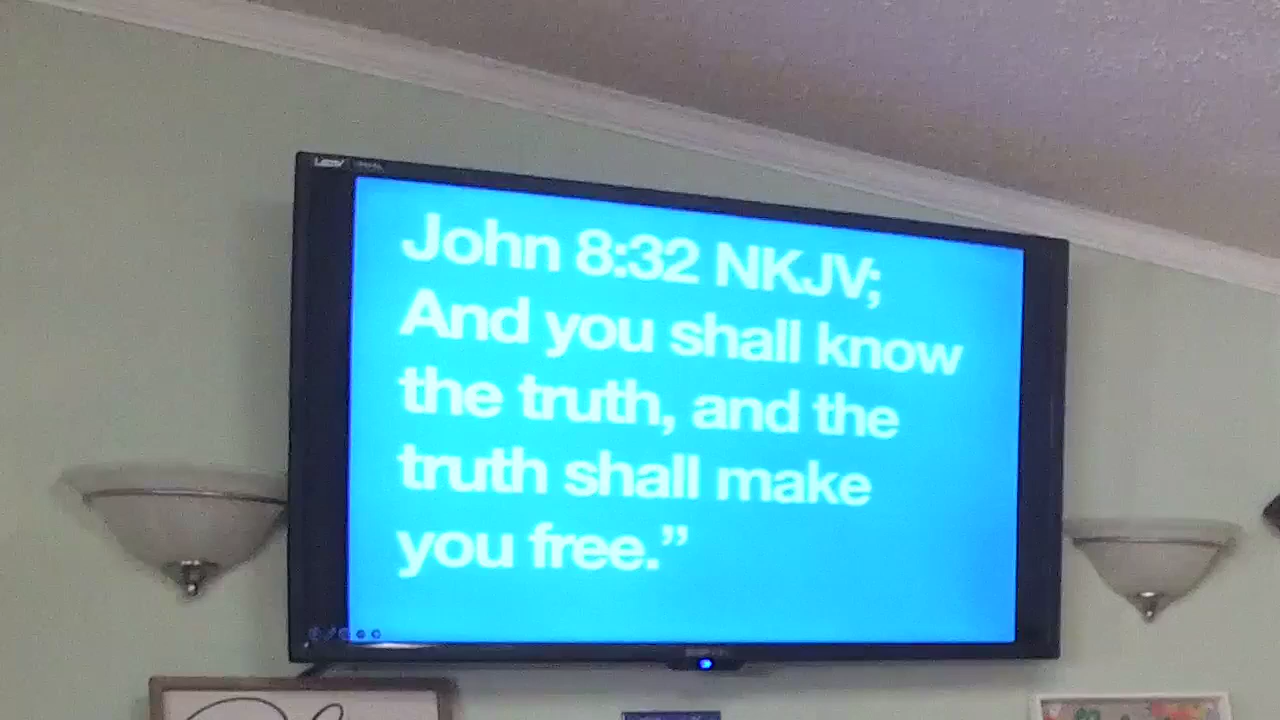 John 8:32 NKJV;
And you shall know
the truth, and the
truth shall make
you free.”